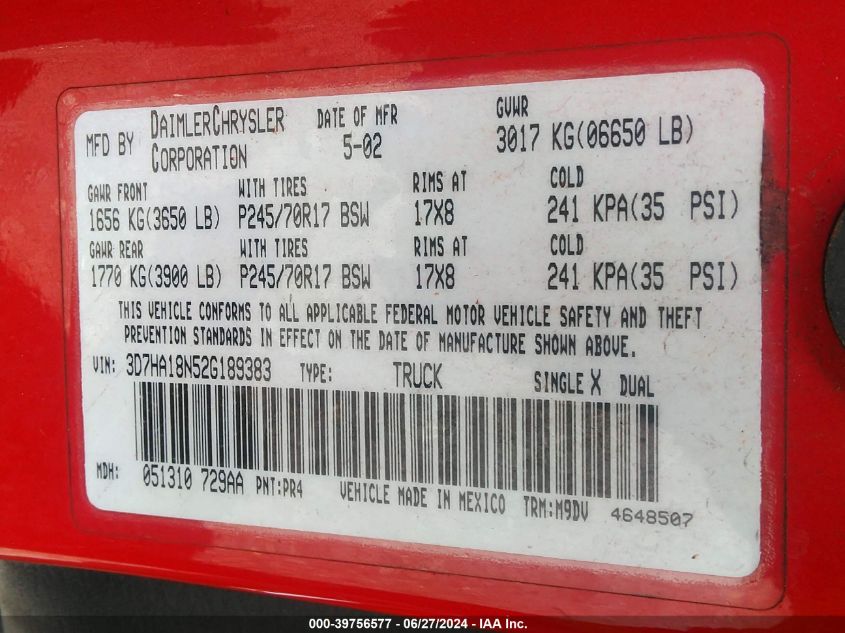 MFD BY DAIMLERCHRYSLER CORPORATION DATE OF MFR 5-02 GVWR 3017 KG(06650 LB)
GAWR FRONT WITH TIRES RIMS AT COLD
1656 KG(3650 LB) P245/70R17 BSW 17X8 241 KPA(35 PSI)
GAWR REAR WITH TIRES RIMS AT COLD
1770 KG(3900 LB) P245/70R17 BSW 17X8 241 KPA(35 PSI)
THIS VEHICLE CONFORMS TO ALL APPLICABLE FEDERAL MOTOR VEHICLE SAFETY AND THEFT
PREVENTION STANDARDS IN EFFECT ON THE DATE OF MANUFACTURE SHOWN ABOVE.
VIN: 3D7HA18N52G189383 TYPE: TRUCK SINGLE X DUAL
MDH: 051310 729AA PNT:PR4 VEHICLE MADE IN MEXICO TRM:M9DV 4648507
000-39756577 / 06/27/2024 / IAA Inc.